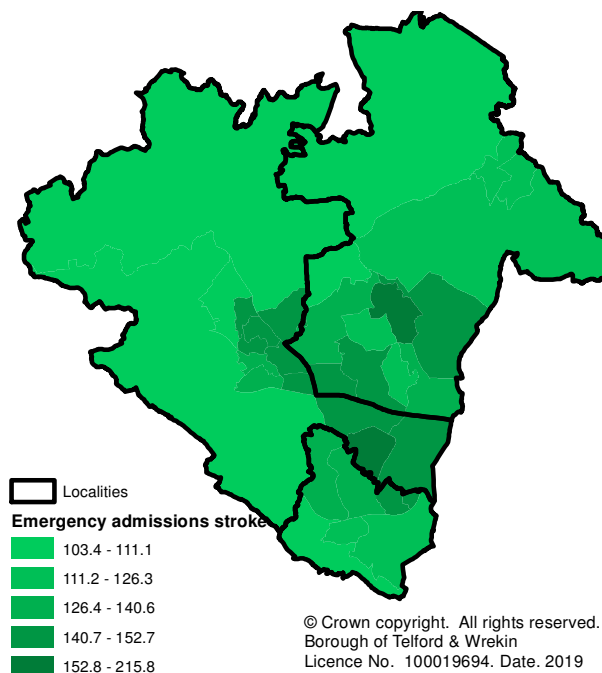 Localities
Emergency admissions stroke
103.4 - 111.1
111.2 - 126.3
126.4 - 140.6
140.7 - 152.7
152.8 - 215.8
© Crown copyright. All rights reserved.
Borough of Telford & Wrekin
Licence No. 100019694. Date. 2019